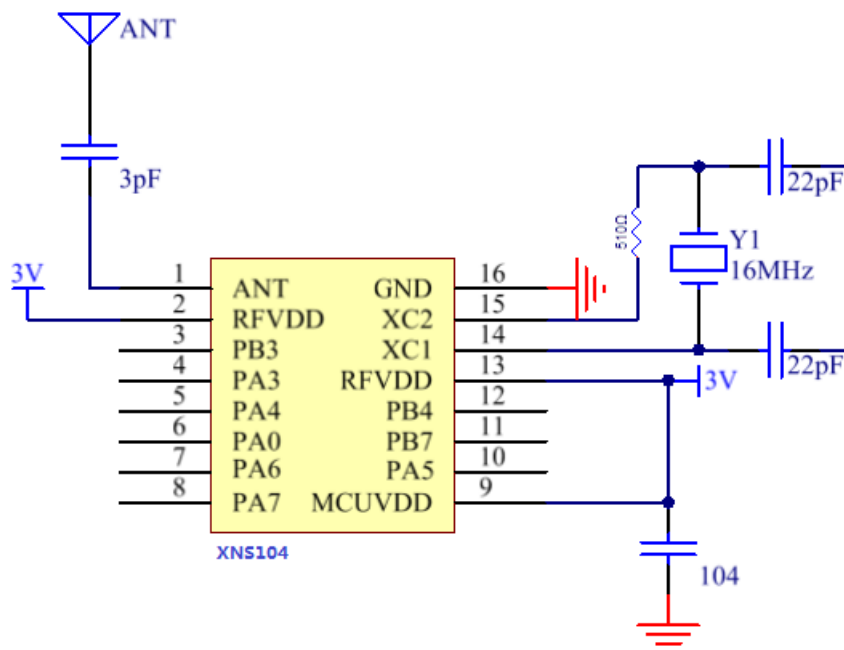 ANT
3pF
22pF
510Ω
Y1
16MHz
3V
1 ANT GND 16
2 RFVDD XC2 15
3 PB3 XC1 14
22pF
4 PA3 RFVDD 13
3V
5 PA4 PB4 12
6 PA0 PB7 11
7 PA6 PA5 10
8 PA7 MCUVDD 9
XNS104
104